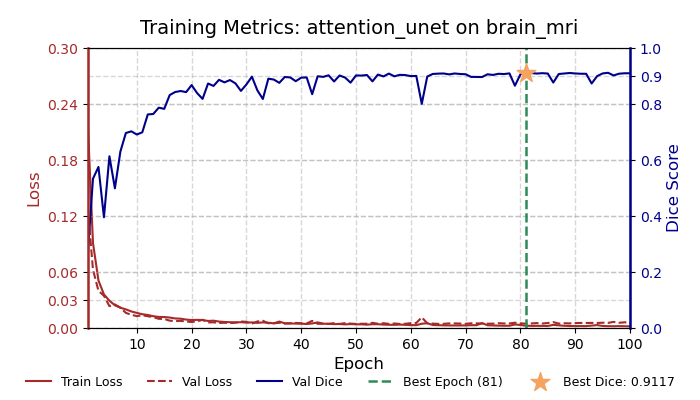 Training Metrics: attention_unet on brain_mri
0.30
0.24
0.18
0.12
0.06
0.03
0.00
Loss
1.0
0.9
0.8
0.6
0.4
0.2
0.0
Dice Score
10 20 30 40 50 60 70 80 90 100
Epoch
Train Loss Val Loss Val Dice Best Epoch (81) Best Dice: 0.9117